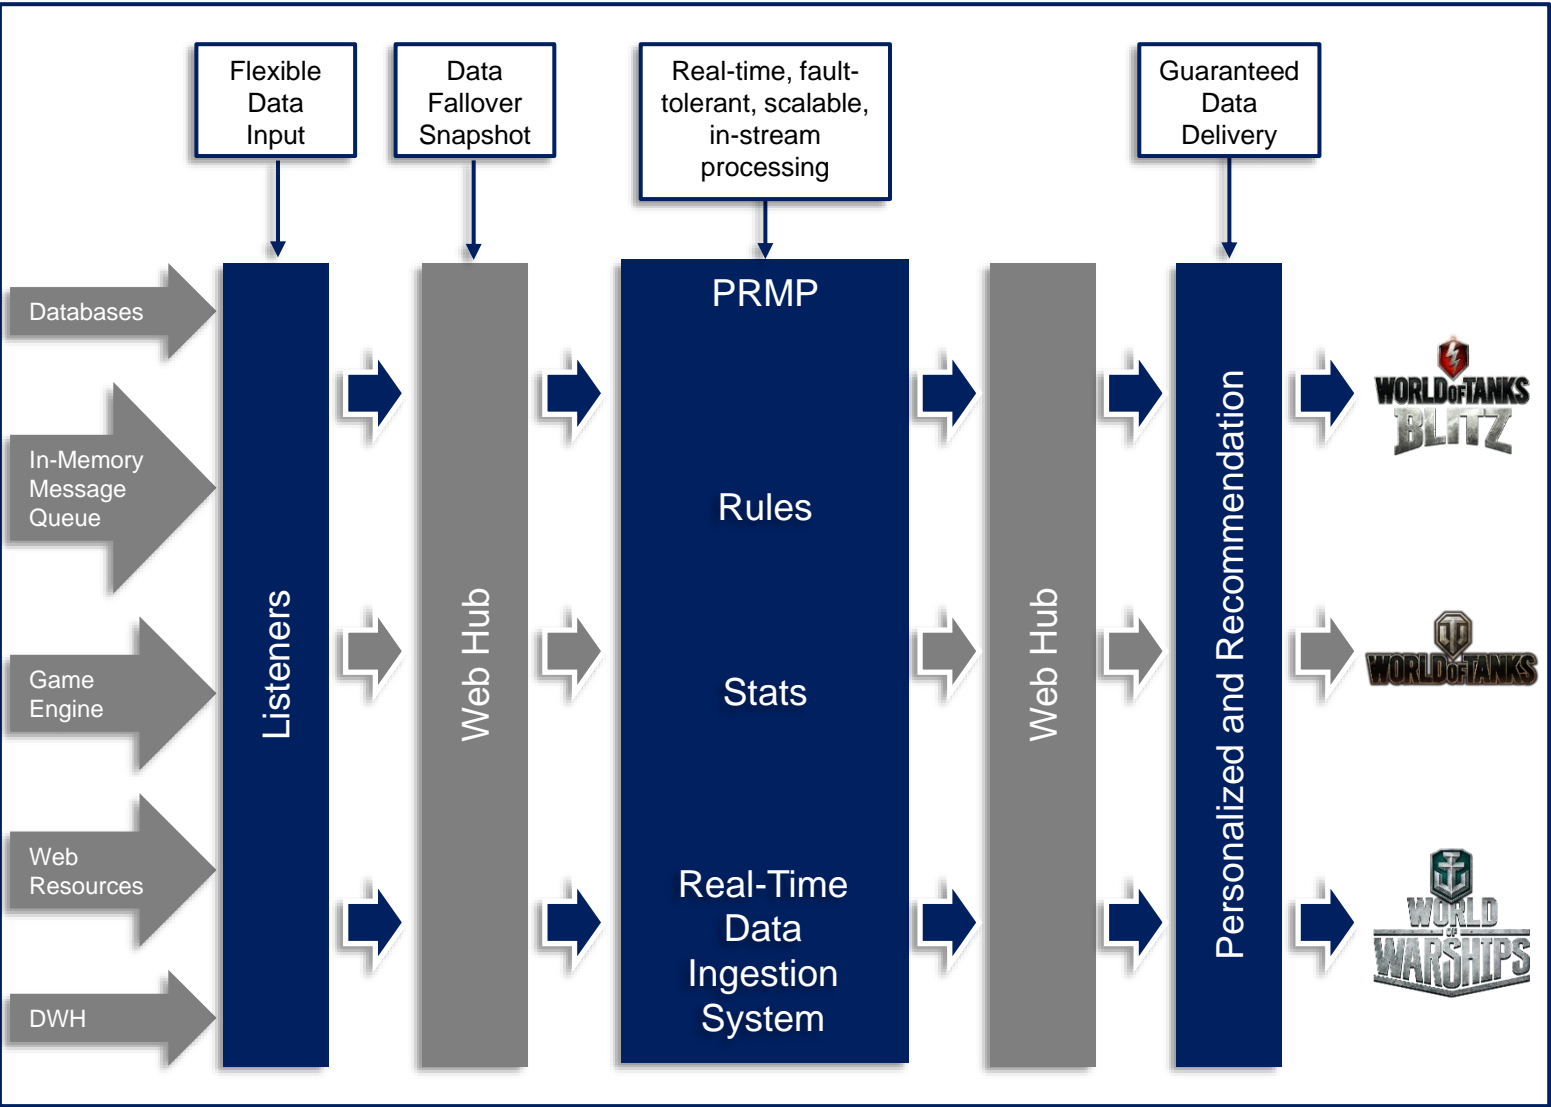 Flexible
Data
Input
Data
Fallover
Snapshot
Real-time, fault-
tolerant, scalable,
in-stream
processing
Guaranteed
Data
Delivery
Databases
In-Memory
Message
Queue
Game
Engine
Web
Resources
DWH
Listeners
Web Hub
PRMP
Rules
Stats
Real-Time
Data
Ingestion
System
Web Hub
Personalized and Recommendation
WORLD OF TANKS
BLITZ
WORLD OF TANKS
WORLD
OF
WARSHIPS